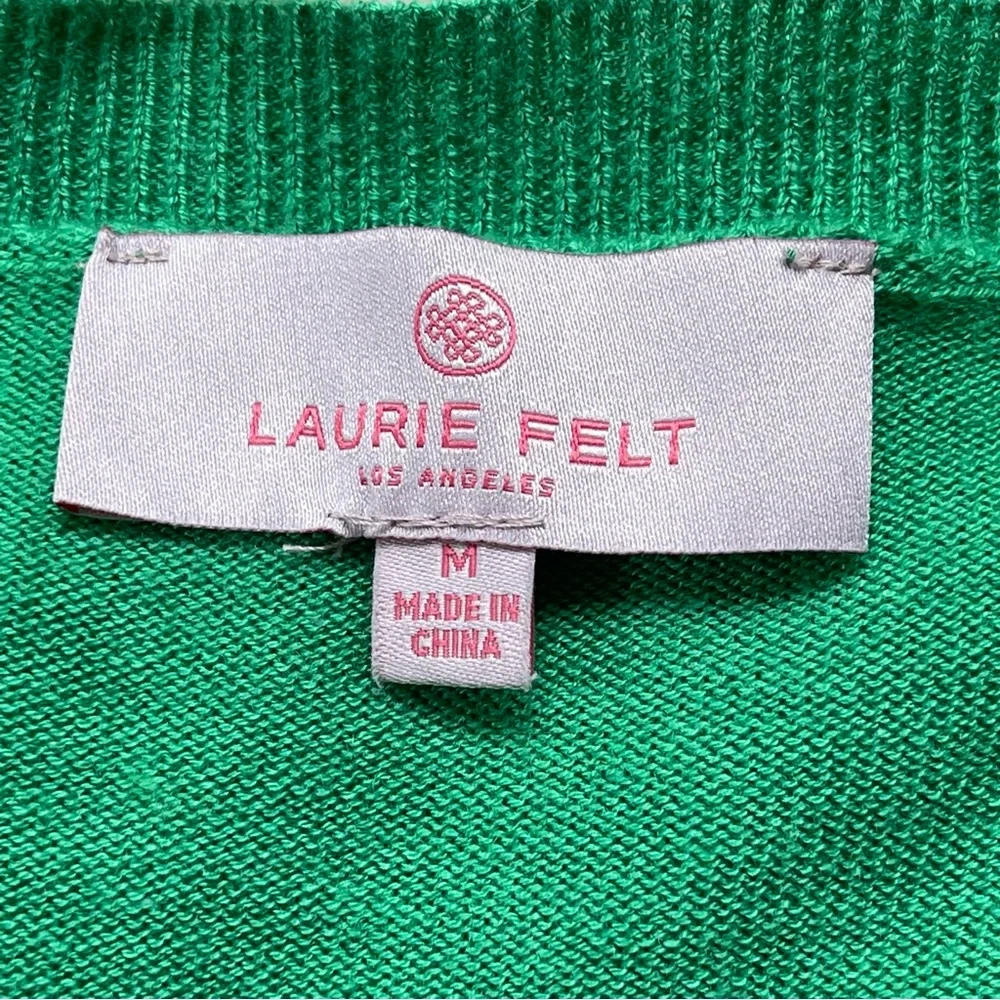 LAURIE FELT
LOS ANGELES
M
MADE IN
CHINA